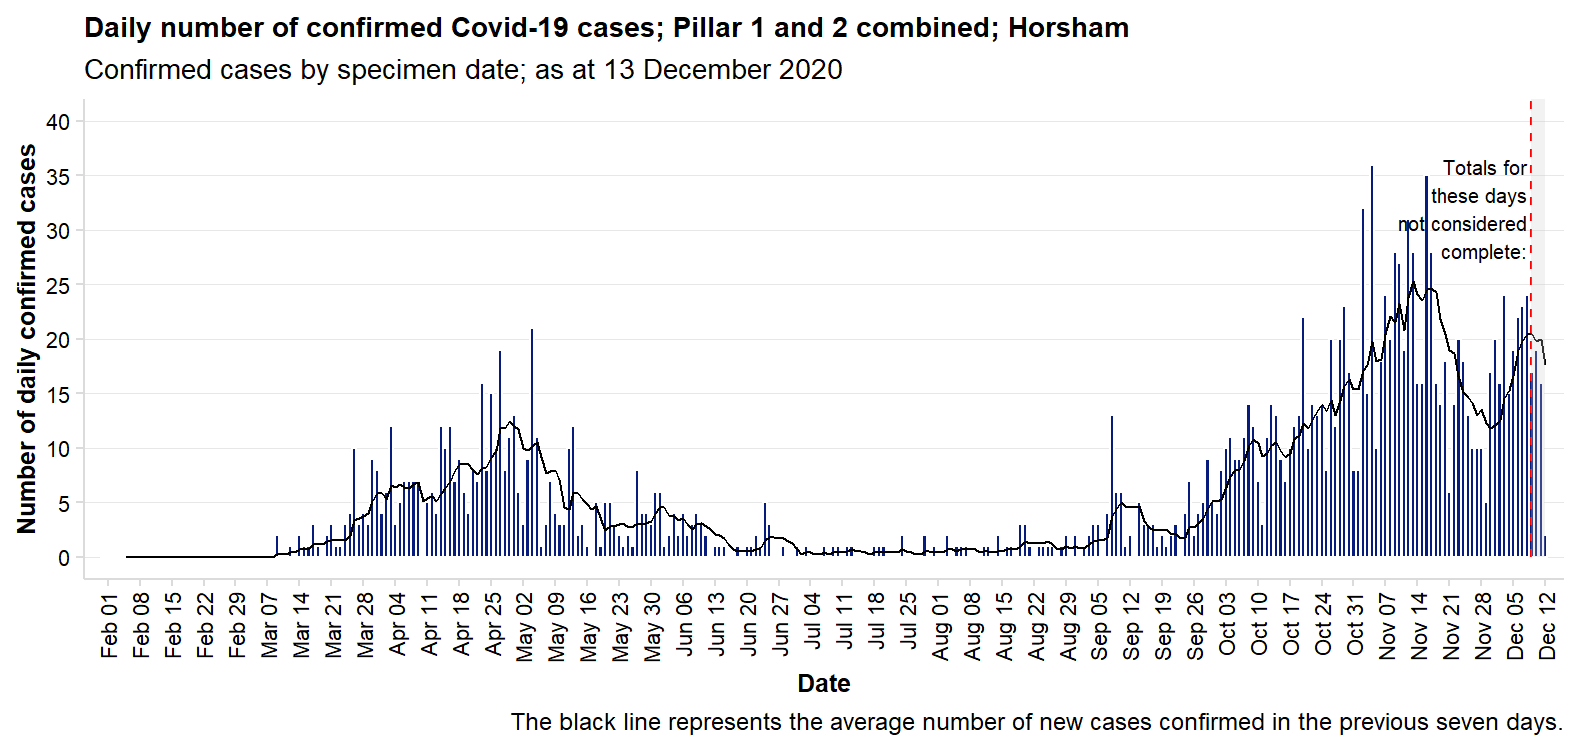 Daily number of confirmed Covid-19 cases; Pillar 1 and 2 combined; Horsham
Confirmed cases by specimen date; as at 13 December 2020
Number of daily confirmed cases
40
35
30
25
20
15
10
5
0
Totals for
these days
not considered
complete:
Feb 01
Feb 08
Feb 15
Feb 22
Feb 29
Mar 07
Mar 14
Mar 21
Mar 28
Apr 04
Apr 11
Apr 18
Apr 25
May 02
May 09
May 16
May 23
May 30
Jun 06
Jun 13
Jun 20
Jun 27
Jul 04
Jul 11
Jul 18
Jul 25
Aug 01
Aug 08
Aug 15
Aug 22
Aug 29
Sep 05
Sep 12
Sep 19
Sep 26
Oct 03
Oct 10
Oct 17
Oct 24
Oct 31
Nov 07
Nov 14
Nov 21
Nov 28
Dec 05
Dec 12
Date
The black line represents the average number of new cases confirmed in the previous seven days.